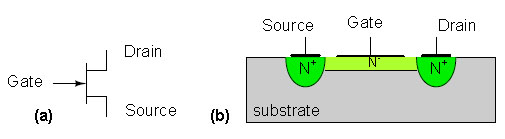 Drain
Gate
(a)
Source
(b)
Source
Gate
Drain
N+
N-
N+
substrate